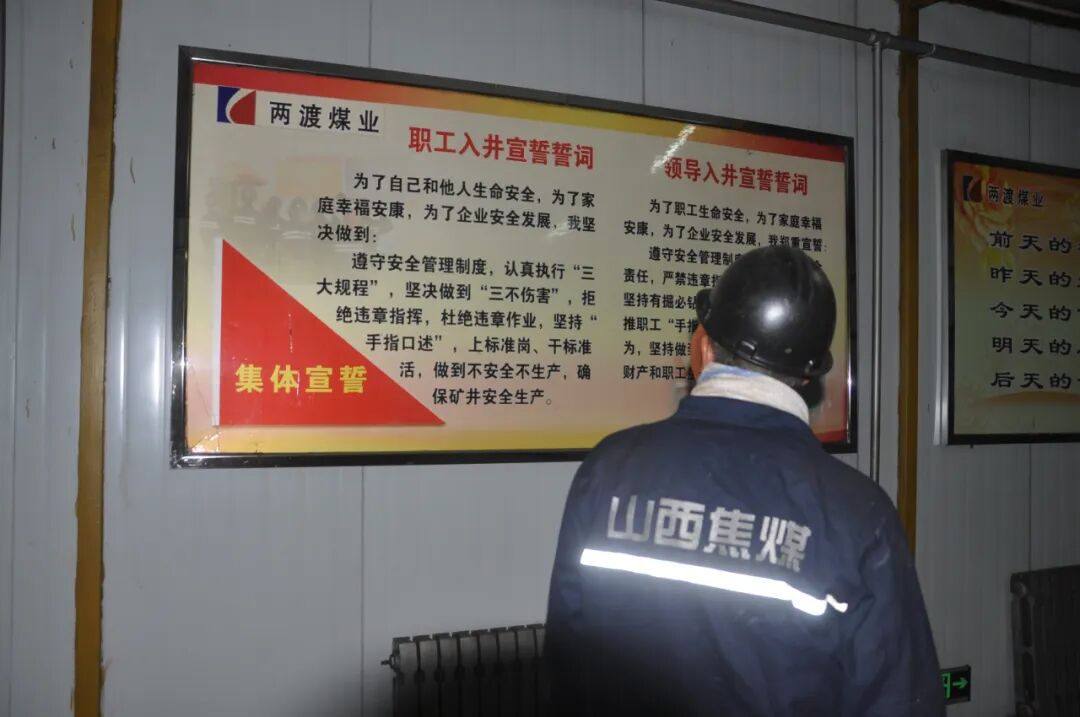 两渡煤业
职工入井宣誓誓词
为了自己和他人生命安全,为了家
庭幸福安康,为了企业安全发展,我坚
决做到:
遵守安全管理制度,认真执行“三
大规程”,坚决做到“三不伤害”,拒
绝违章指挥,杜绝违章作业,坚持“
手指口述”,上标准岗、干标准
活,做到不安全不生产,确
保矿井安全生产。
集体宣誓
领导入井宣誓誓词
为了职工生命安全,为了家庭幸福
安康,为了企业安全发展,我郑重宣誓:
遵守安全管理制
责任,严禁违章指
坚持有掘必钻
推职工“手指
为,坚持做到
财产和职工
两渡煤业
前天的
昨天的
今天的
明天的
后天的
山西焦煤